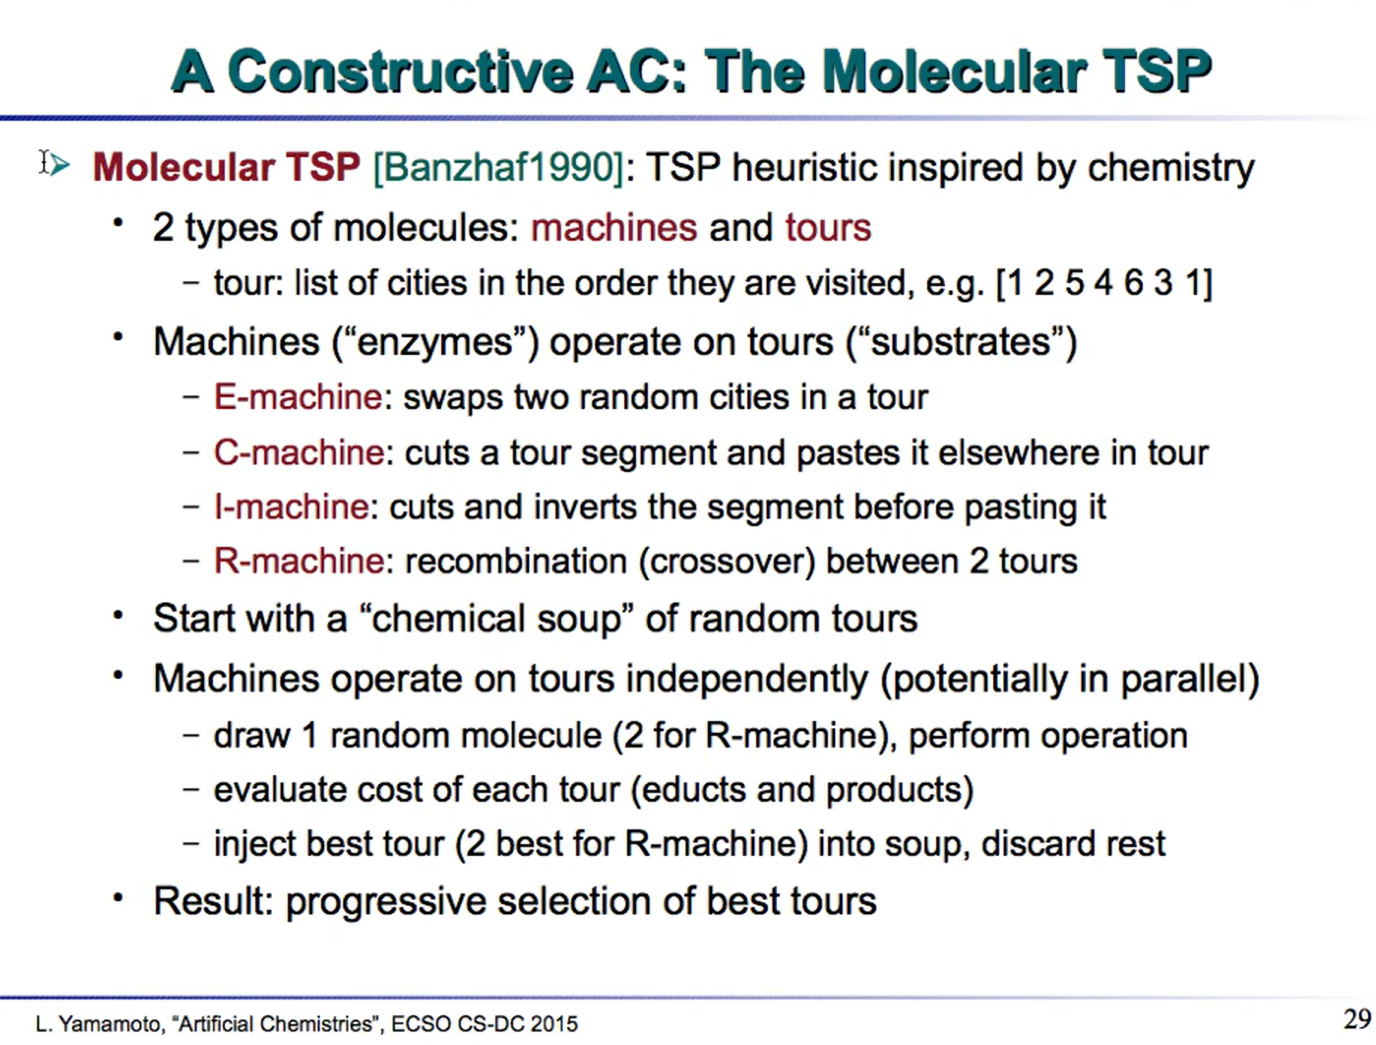 A Constructive AC: The Molecular TSP
➢ Molecular TSP [Banzhaf1990]: TSP heuristic inspired by chemistry
• 2 types of molecules: machines and tours
– tour: list of cities in the order they are visited, e.g. [1 2 5 4 6 3 1]
• Machines (“enzymes”) operate on tours (“substrates”)
– E-machine: swaps two random cities in a tour
– C-machine: cuts a tour segment and pastes it elsewhere in tour
– I-machine: cuts and inverts the segment before pasting it
– R-machine: recombination (crossover) between 2 tours
• Start with a “chemical soup” of random tours
• Machines operate on tours independently (potentially in parallel)
– draw 1 random molecule (2 for R-machine), perform operation
– evaluate cost of each tour (educts and products)
– inject best tour (2 best for R-machine) into soup, discard rest
• Result: progressive selection of best tours
L. Yamamoto, “Artificial Chemistries”, ECSO CS-DC 2015
29